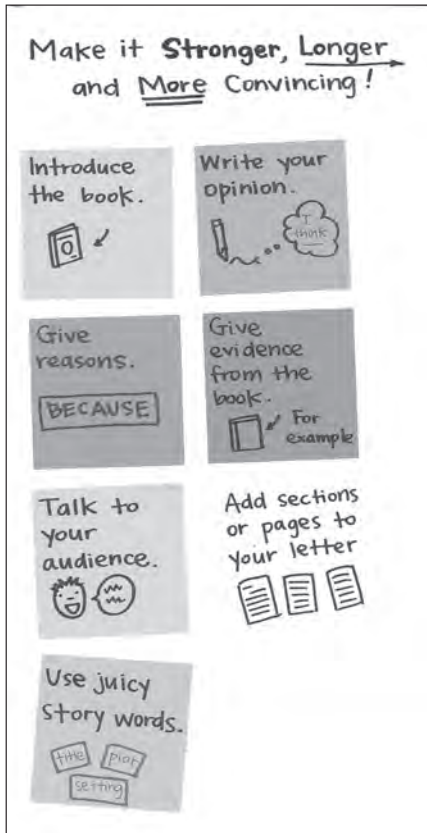 Make it Stronger, Longer
and More Convincing!
Introduce
the book.
Write your
opinion.
I
think
Give
reasons.
BECAUSE
Give
evidence
from the
book.
For
example
Talk to
your
audience.
Add sections
or pages to
your letter
Use juicy
story words.
title
plot
setting